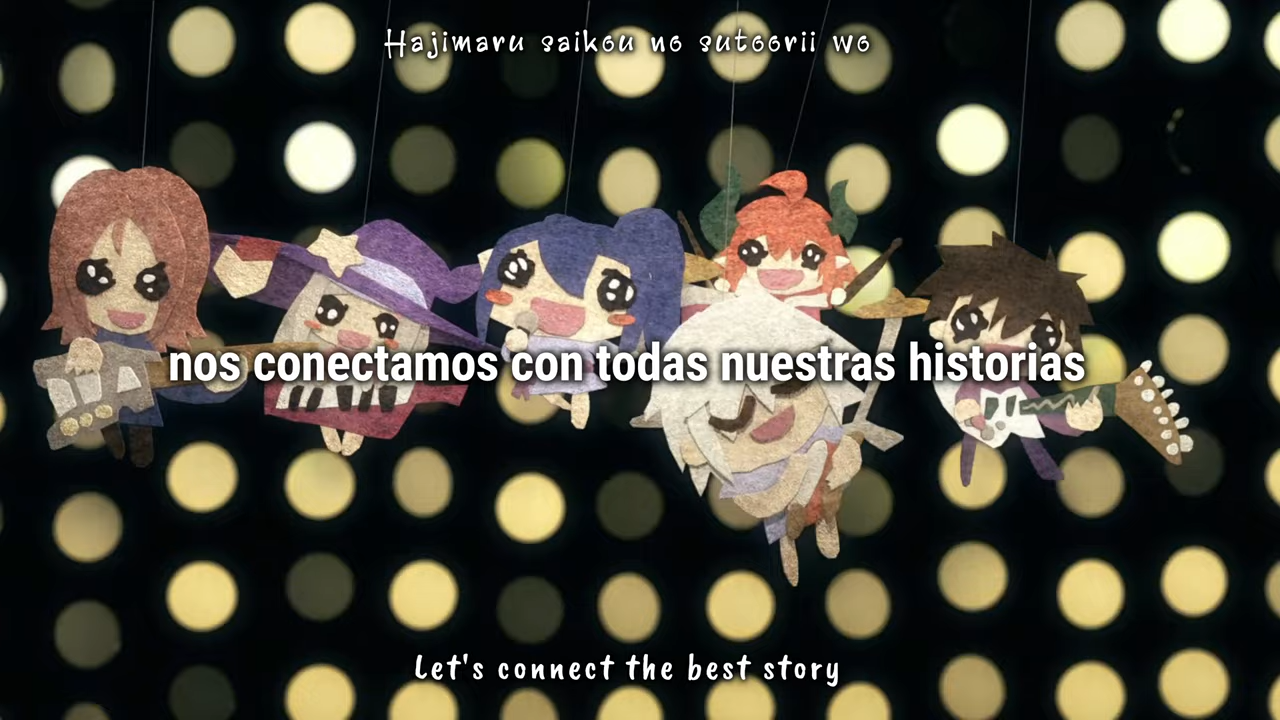 Hajimaru saikou no sutoorii wo
nos conectamos con todas nuestras historias
Let's connect the best story